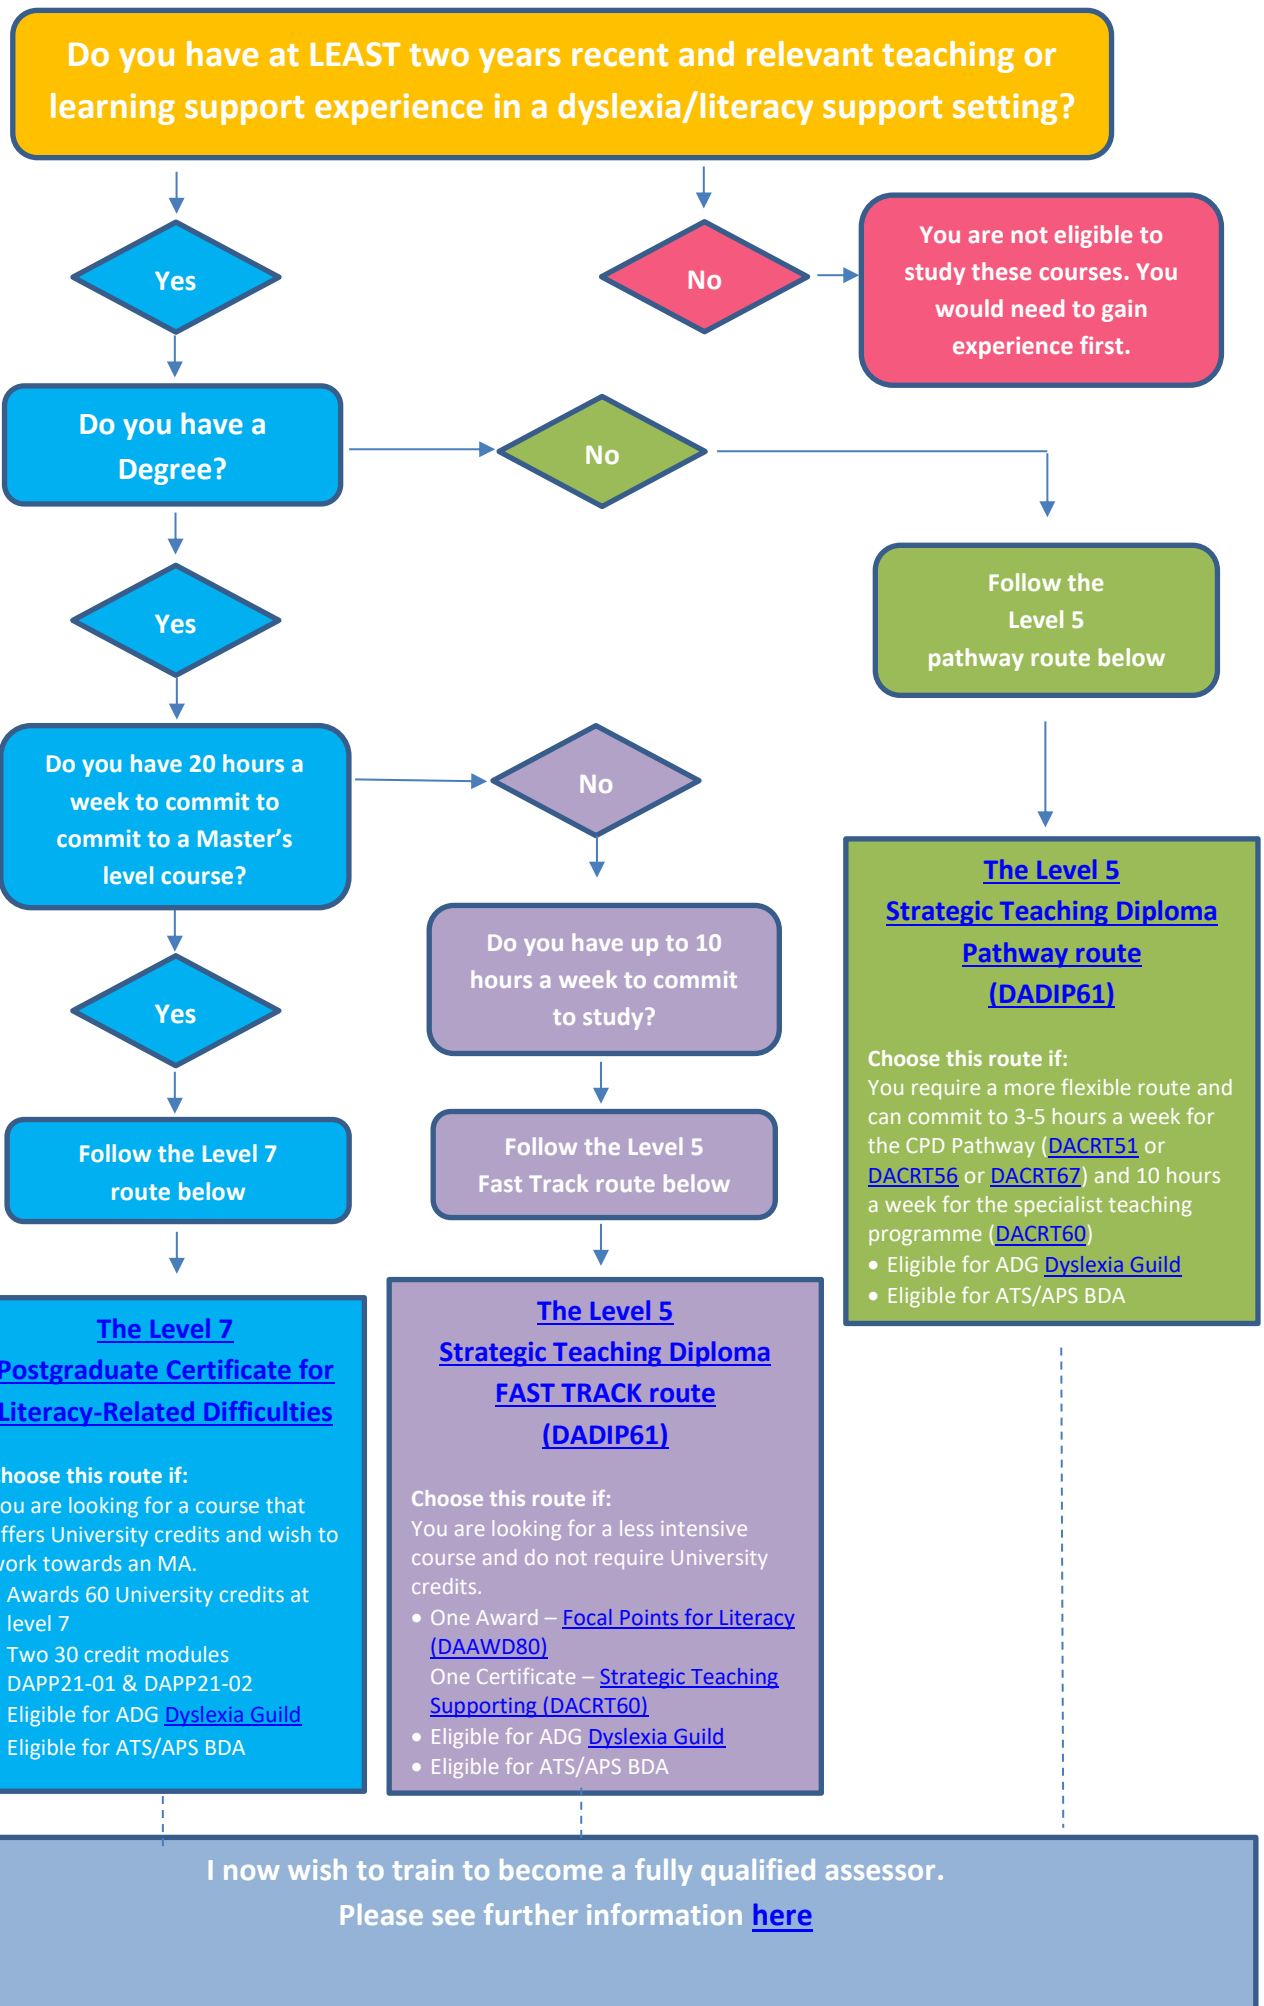 Do you have at LEAST two years recent and relevant teaching or
learning support experience in a dyslexia/literacy support setting?
Yes
No
You are not eligible to
study these courses. You
would need to gain
experience first.
Do you have a
Degree?
No
Yes
Follow the
Level 5
pathway route below
Do you have 20 hours a
week to commit to
commit to a Master's
level course?
No
Yes
Do you have up to 10
hours a week to commit
to study?
Follow the Level 7
route below
Follow the Level 5
Fast Track route below
The Level 5
Strategic Teaching Diploma
Pathway route
(DADIP61)
Choose this route if:
You require a more flexible route and
can commit to 3-5 hours a week for
the CPD Pathway (DACRT51 or
DACRT56 or DACRT67) and 10 hours
a week for the specialist teaching
programme (DACRT60)
• Eligible for ADG Dyslexia Guild
• Eligible for ATS/APS BDA
The Level 7
Postgraduate Certificate for
Literacy-Related Difficulties
hoose this route if:
ou are looking for a course that
ffers University credits and wish to
work towards an MA.
Awards 60 University credits at
level 7
Two 30 credit modules
DAPP21-01 & DAPP21-02
Eligible for ADG Dyslexia Guild
Eligible for ATS/APS BDA
The Level 5
Strategic Teaching Diploma
FAST TRACK route
(DADIP61)
Choose this route if:
You are looking for a less intensive
course and do not require University
credits.
• One Award – Focal Points for Literacy
(DAAWD80)
One Certificate – Strategic Teaching
Supporting (DACRT60)
• Eligible for ADG Dyslexia Guild
• Eligible for ATS/APS BDA
I now wish to train to become a fully qualified assessor.
Please see further information here